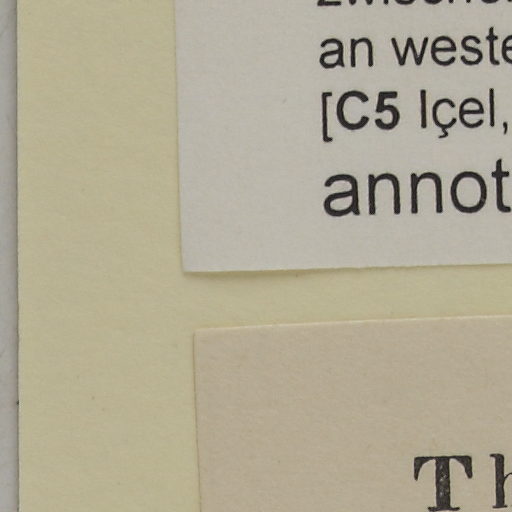 an weste
[C5 Içel,
annot
Th